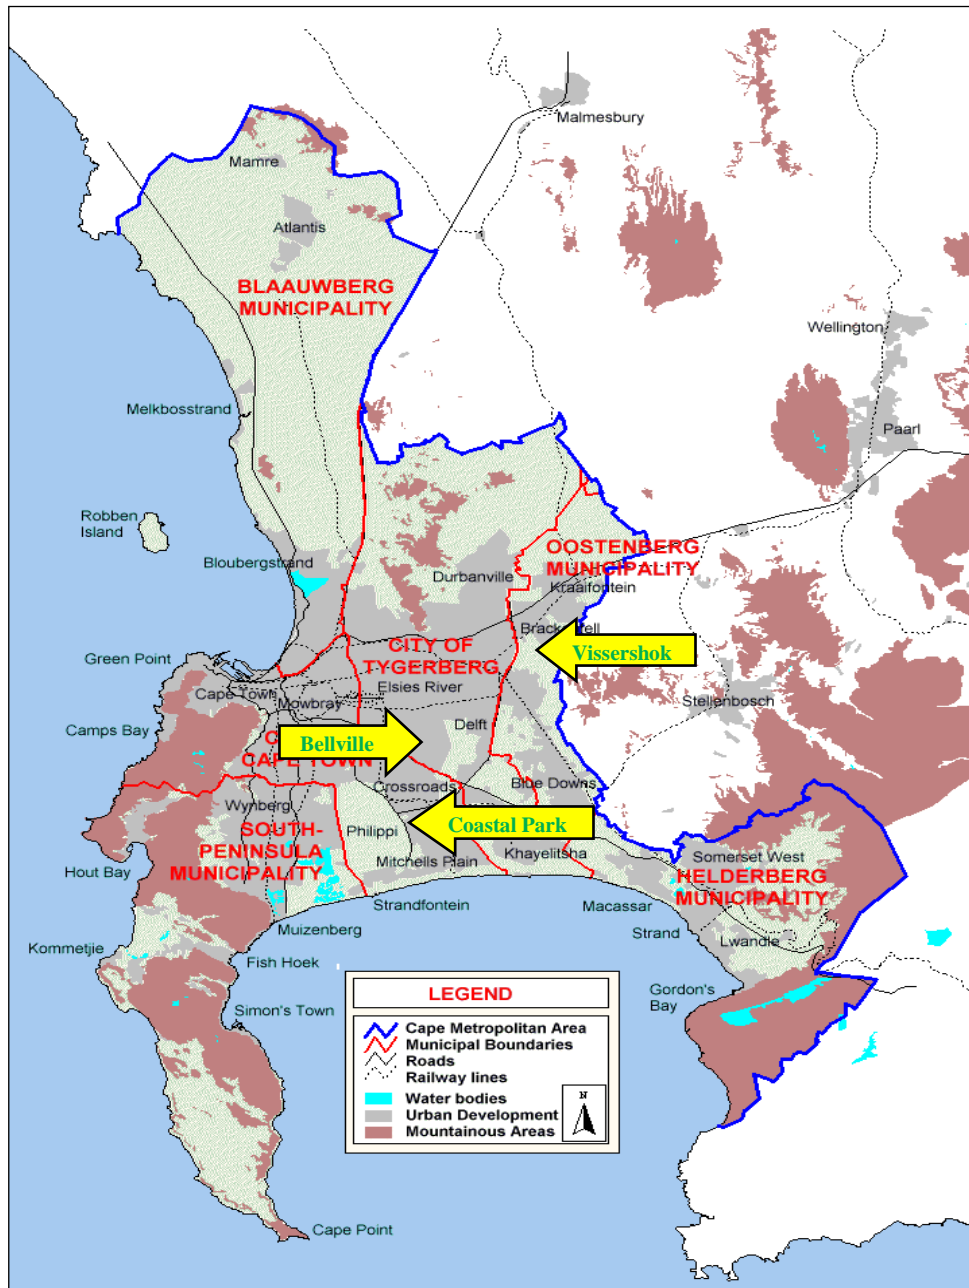 Malmesbury
Mamre
Atlantis
BLAAUWBERG
MUNICIPALITY
Wellington
Melkbosstrand
Paarl
Robben
Island
OOSTENBERG
MUNICIPALITY
Bloubergstrand
Durbanville
Kraaifontein
Vissershok
Green Point
CITY OF
TYGERBERG
Elsies River
Cape Town
Mowbray
Stellenbosch
Camps Bay
Delft
Bellville
Crossroads
Blue Downs
Wynberg
Coastal Park
Philippi
SOUTH-
PENINSULA
MUNICIPALITY
Mitchells Plain
Khayelitsha
Somerset West
HELDERBERG
MUNICIPALITY
Hout Bay
Strandfontein
Macassar
Muizenberg
Strand
Lwandle
Kommetjie
Fish Hoek
Gordon's
Bay
Simon's Town
LEGEND
Cape Metropolitan Area
Municipal Boundaries
Roads
Railway lines
Water bodies
Urban Development
Mountainous Areas
N
Cape Point